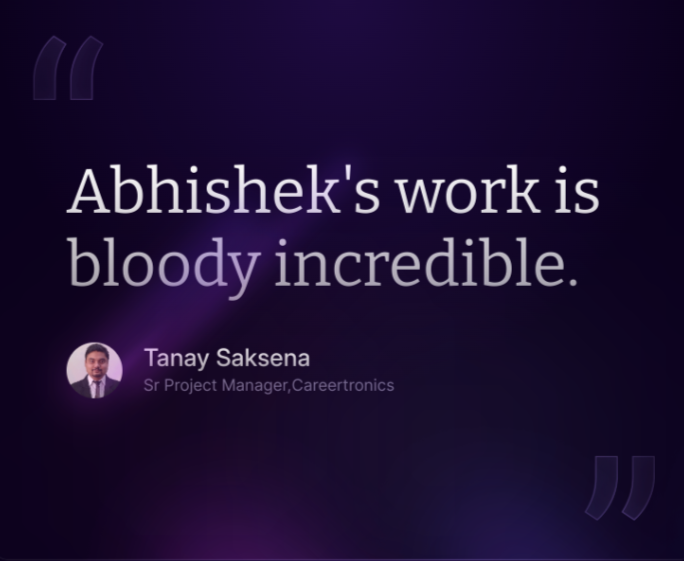 Abhishek's work is
bloody incredible.
Tanay Saksena
Sr Project Manager,Careertronics